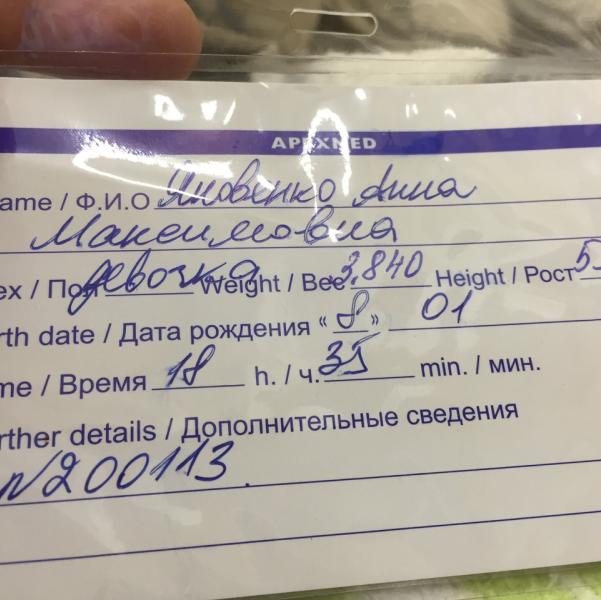 APEXMED
ame / Ф.И.О Яковенко Анна
Максимовна
ex / Пол девочка Weight / Вес 3,840 Height / Рост 5
rth date / Дата рождения « 8 » 01
me / Время 18 h. / ч. 35 min. / мин.
rther details / Дополнительные сведения
№200113.